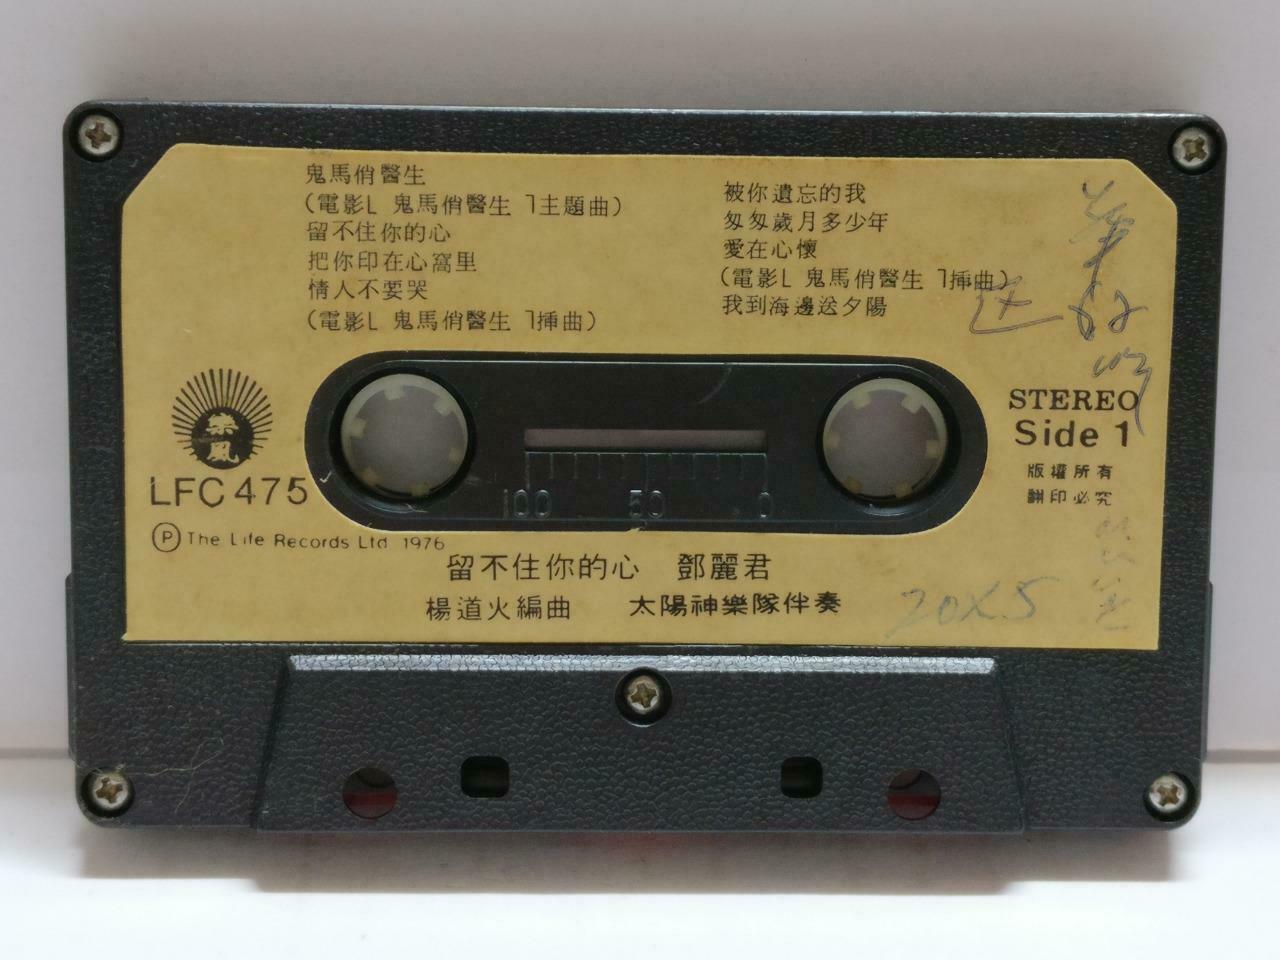 鬼馬俏醫生
(電影「鬼馬俏醫生」主題曲)
留不住你的心
把你印在心窩里
情人不要哭
(電影「鬼馬俏醫生」揷曲)
被你遺忘的我
匆匆歲月多少年
愛在心懷
(電影「鬼馬俏醫生」揷曲)
我到海邊送夕陽
麗風
LFC 475
Ⓟ The Life Records Ltd 1976
STEREO
Side 1
版權所有
翻印必究
100 50 0
留不住你的心 鄧麗君
楊道火編曲 太陽神樂隊伴奏
20X5